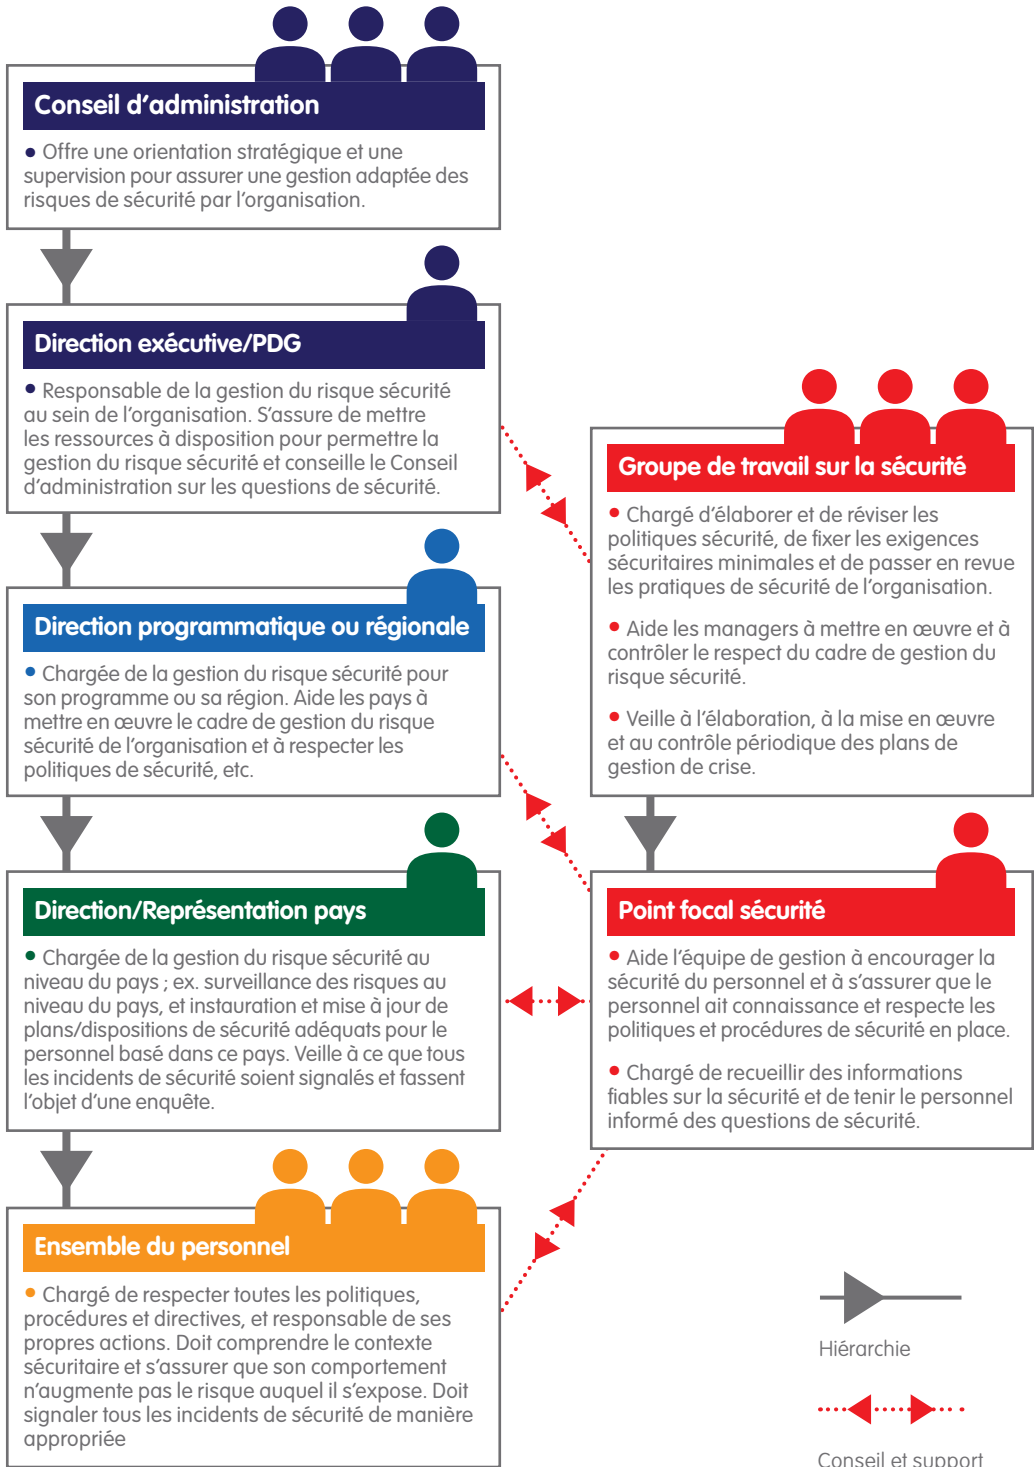 Conseil d’administration
• Offre une orientation stratégique et une
supervision pour assurer une gestion adaptée des
risques de sécurité par l’organisation.
Direction exécutive/PDG
• Responsable de la gestion du risque sécurité
au sein de l’organisation. S’assure de mettre
les ressources à disposition pour permettre la
gestion du risque sécurité et conseille le Conseil
d’administration sur les questions de sécurité.
Direction programmatique ou régionale
• Chargée de la gestion du risque sécurité pour
son programme ou sa région. Aide les pays à
mettre en œuvre le cadre de gestion du risque
sécurité de l’organisation et à respecter les
politiques de sécurité, etc.
Direction/Représentation pays
• Chargée de la gestion du risque sécurité au
niveau du pays ; ex. surveillance des risques au
niveau du pays, et instauration et mise à jour de
plans/dispositions de sécurité adéquats pour le
personnel basé dans ce pays. Veille à ce que tous
les incidents de sécurité soient signalés et fassent
l’objet d’une enquête.
Ensemble du personnel
• Chargé de respecter toutes les politiques,
procédures et directives, et responsable de ses
propres actions. Doit comprendre le contexte
sécuritaire et s’assurer que son comportement
n’augmente pas le risque auquel il s’expose. Doit
signaler tous les incidents de sécurité de manière
appropriée
Groupe de travail sur la sécurité
• Chargé d’élaborer et de réviser les
politiques sécurité, de fixer les exigences
sécuritaires minimales et de passer en revue
les pratiques de sécurité de l’organisation.
• Aide les managers à mettre en œuvre et à
contrôler le respect du cadre de gestion du
risque sécurité.
• Veille à l’élaboration, à la mise en œuvre
et au contrôle périodique des plans de
gestion de crise.
Point focal sécurité
• Aide l’équipe de gestion à encourager la
sécurité du personnel et à s’assurer que le
personnel ait connaissance et respecte les
politiques et procédures de sécurité en place.
• Chargé de recueillir des informations
fiables sur la sécurité et de tenir le personnel
informé des questions de sécurité.
Hiérarchie
Conseil et support